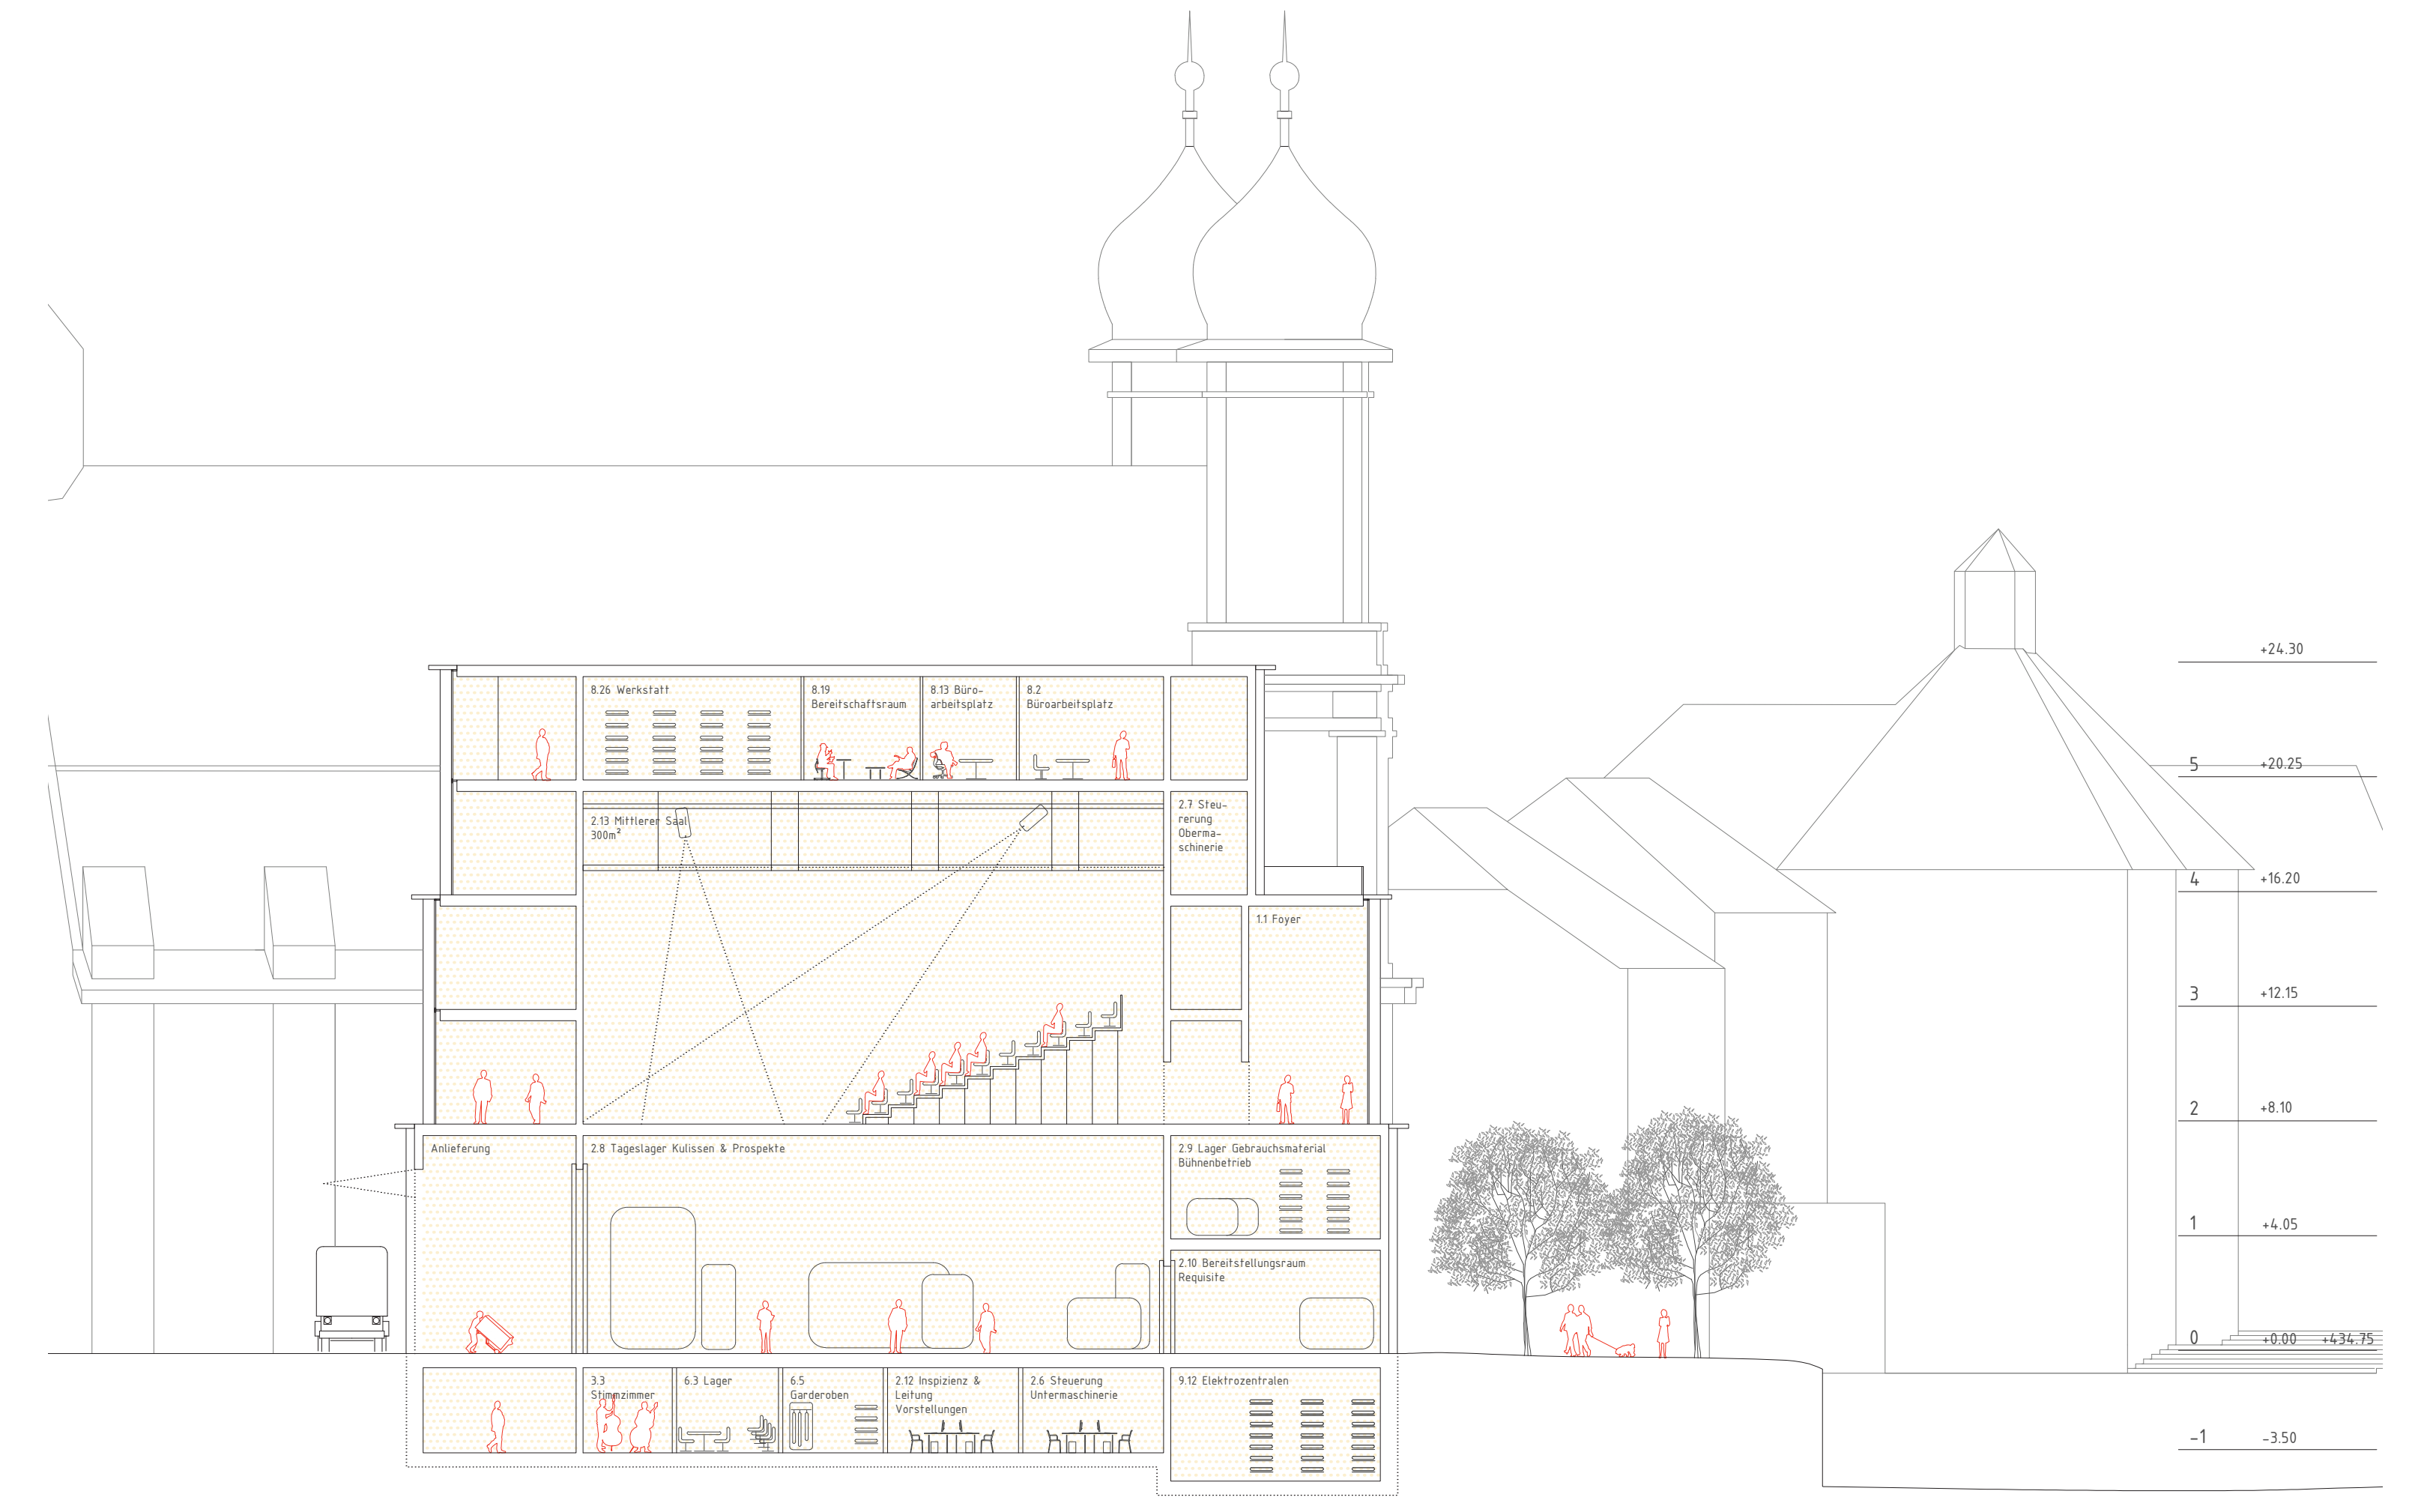 +24.30
8.26 Werkstatt
8.19
Bereitschaftsraum
8.13 Büro-
arbeitsplatz
8.2
Büroarbeitsplatz
5 +20.25
2.13 Mittlerer Saal
300m²
2.7 Steu-
rerung
Oberma-
schinerie
4 +16.20
1.1 Foyer
3 +12.15
2 +8.10
Anlieferung
2.8 Tageslager Kulissen & Prospekte
2.9 Lager Gebrauchsmaterial
Bühnenbetrieb
1 +4.05
2.10 Bereitstellungsraum
Requisite
0 +0.00 +434.75
3.3
Stimmzimmer
6.3 Lager
6.5
Garderoben
2.12 Inspizienz &
Leitung
Vorstellungen
2.6 Steuerung
Untermaschinerie
9.12 Elektrozentralen
-1 -3.50